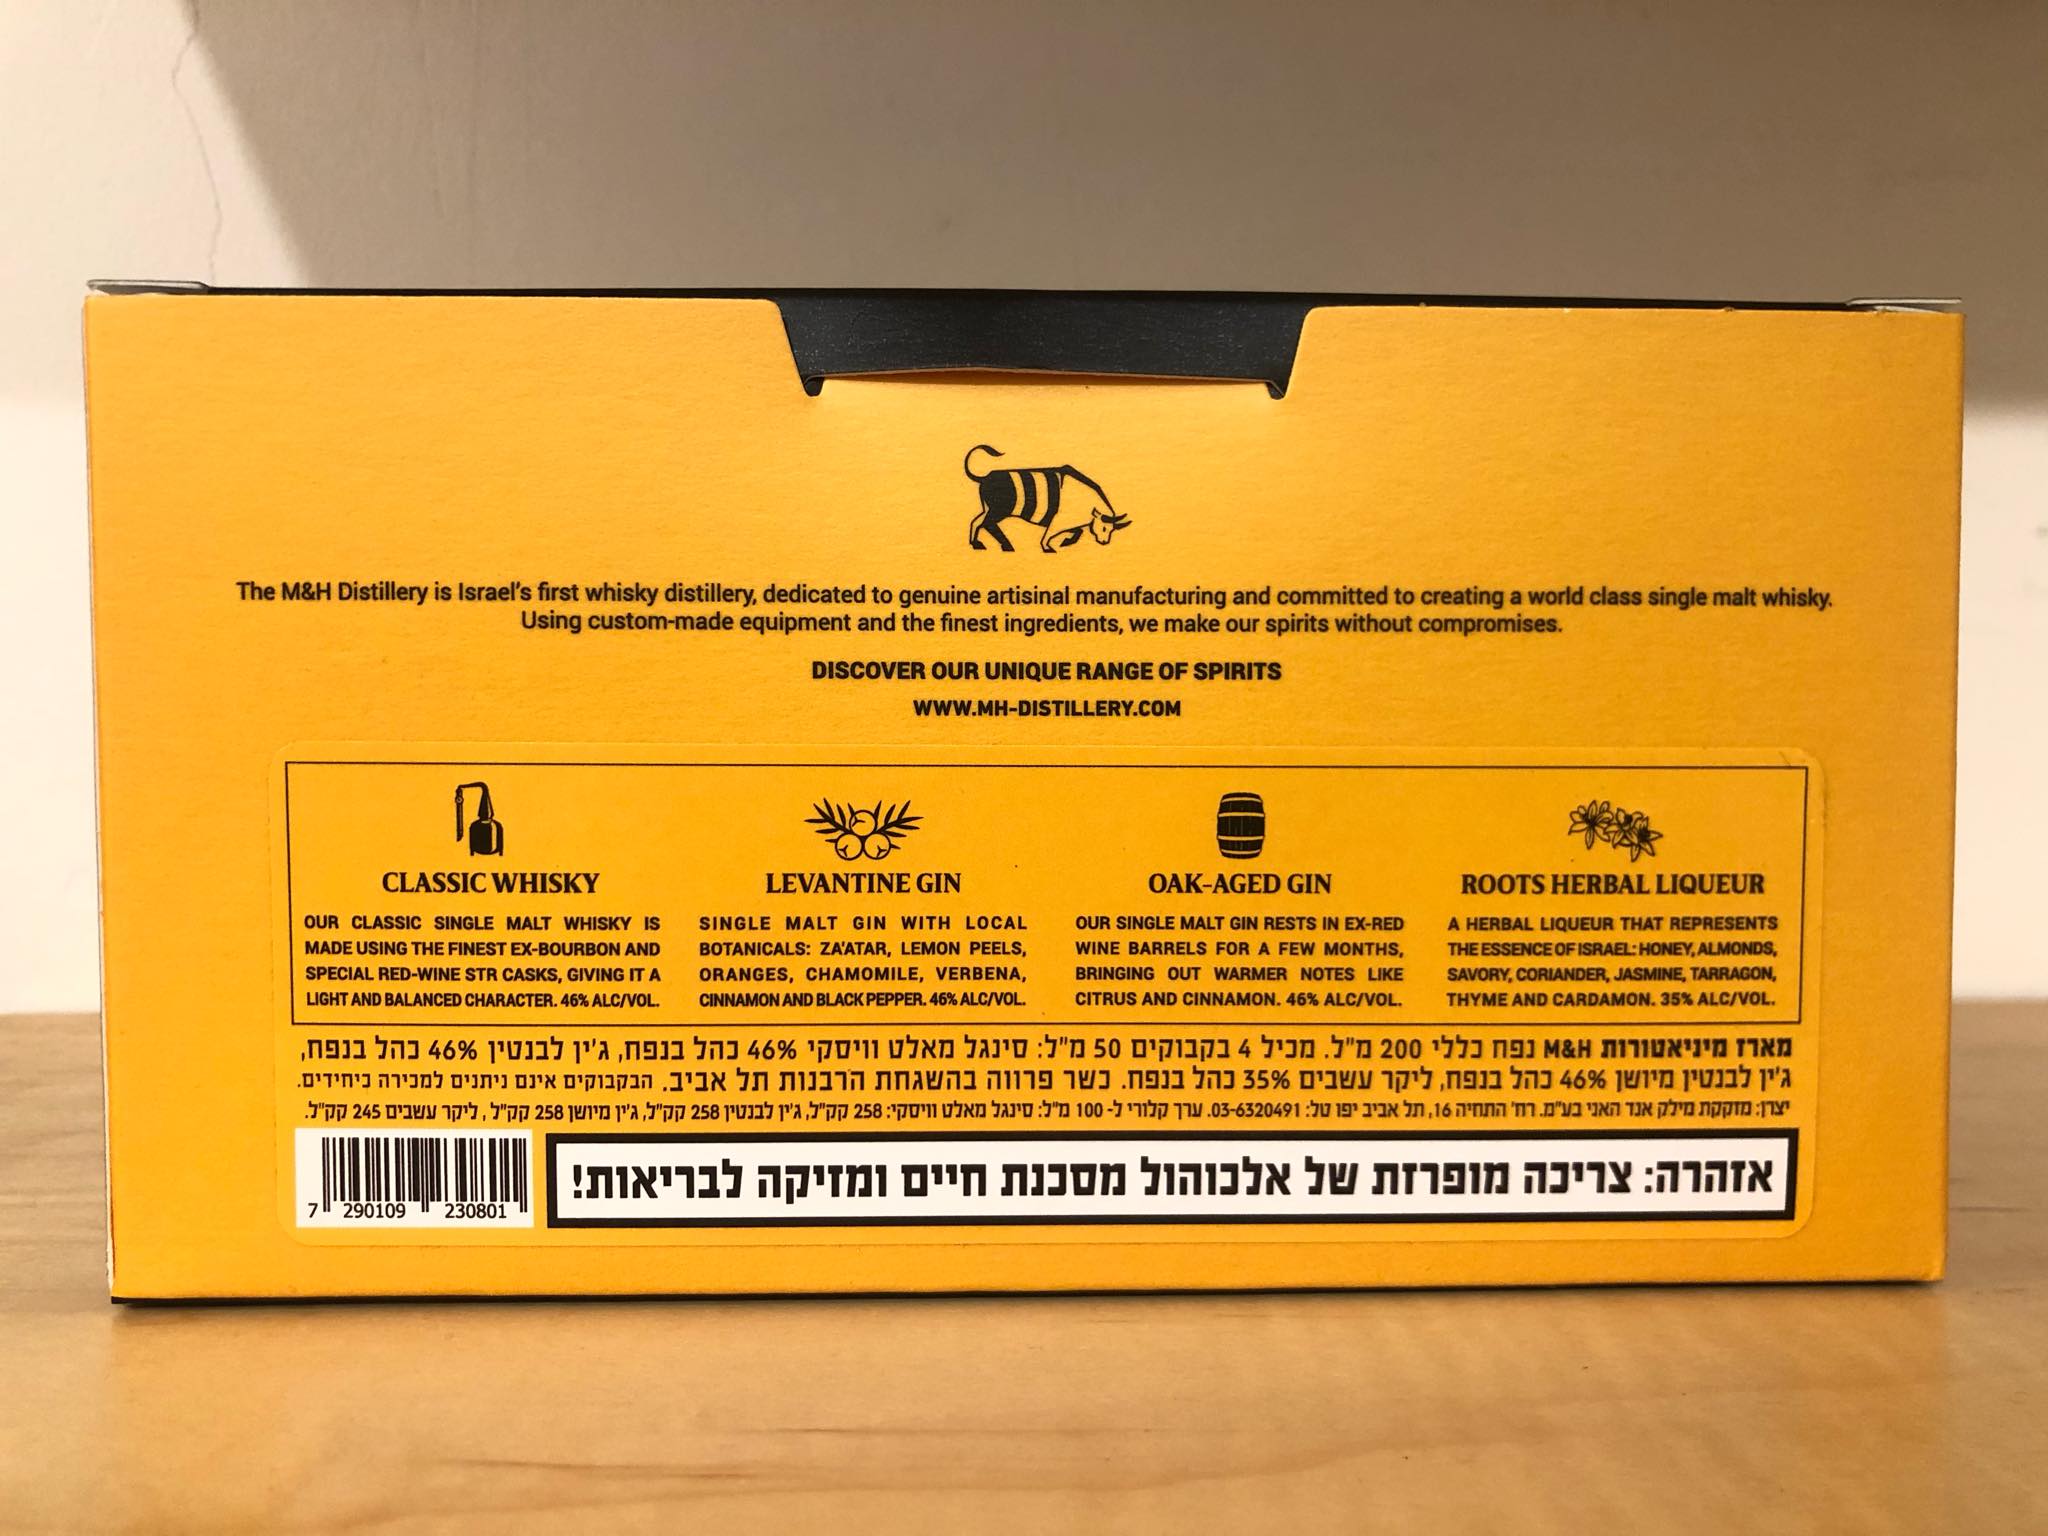 The M&H Distillery is Israel's first whisky distillery, dedicated to genuine artisinal manufacturing and committed to creating a world class single malt whisky.
Using custom-made equipment and the finest ingredients, we make our spirits without compromises.
DISCOVER OUR UNIQUE RANGE OF SPIRITS
WWW.MH-DISTILLERY.COM
CLASSIC WHISKY
OUR CLASSIC SINGLE MALT WHISKY IS
MADE USING THE FINEST EX-BOURBON AND
SPECIAL RED-WINE STR CASKS, GIVING IT A
LIGHT AND BALANCED CHARACTER. 46% ALC/VOL.
LEVANTINE GIN
SINGLE MALT GIN WITH LOCAL
BOTANICALS: ZA'ATAR, LEMON PEELS,
ORANGES, CHAMOMILE, VERBENA,
CINNAMON AND BLACK PEPPER. 46% ALC/VOL.
OAK-AGED GIN
OUR SINGLE MALT GIN RESTS IN EX-RED
WINE BARRELS FOR A FEW MONTHS,
BRINGING OUT WARMER NOTES LIKE
CITRUS AND CINNAMON. 46% ALC/VOL.
ROOTS HERBAL LIQUEUR
A HERBAL LIQUEUR THAT REPRESENTS
THE ESSENCE OF ISRAEL: HONEY, ALMONDS,
SAVORY, CORIANDER, JASMINE, TARRAGON,
THYME AND CARDAMON. 35% ALC/VOL.
מארז מיניאטורות M&H נפח כללי 200 מ"ל. מכיל 4 בקבוקים 50 מ"ל: סינגל מאלט וויסקי 46% כהל בנפח, ג'ין לבנטין 46% כהל בנפח,
ג'ין לבנטין מיושן 46% כהל בנפח, ליקר עשבים 35% כהל בנפח. כשר פרווה בהשגחת הרבנות תל אביב. הבקבוקים אינם ניתנים למכירה כיחידים.
יצרן: מזקקת מילק אנד האני בע"מ. רח' התחיה 16, תל אביב יפו טל: 03-6320491. ערך קלורי ל- 100 מ"ל: סינגל מאלט וויסקי: 258 קק"ל, ג'ין לבנטין 258 קק"ל, ג'ין מיושן 258 קק"ל, ליקר עשבים 245 קק"ל.
אזהרה: צריכה מופרזת של אלכוהול מסכנת חיים ומזיקה לבריאות!
7 290109 230801